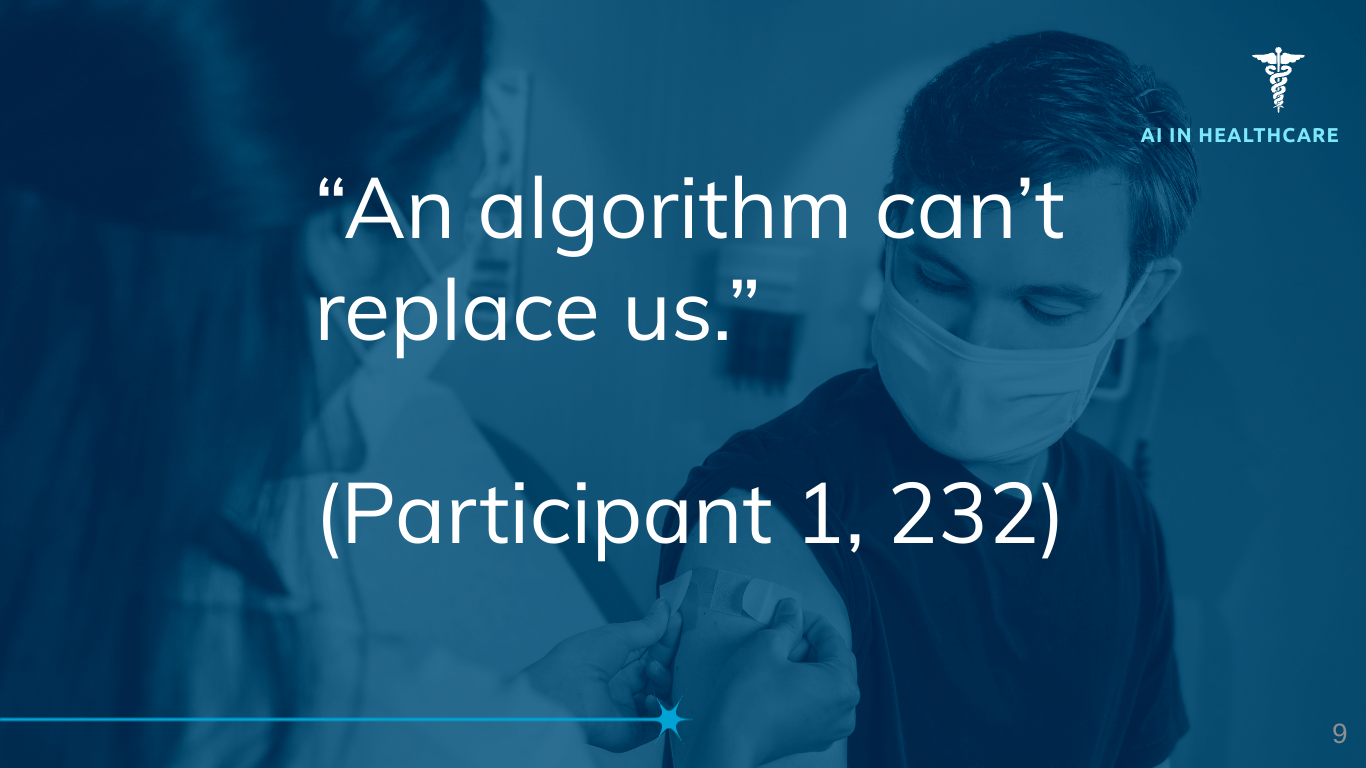 AI IN HEALTHCARE
“An algorithm can’t
replace us.”
(Participant 1, 232)
9